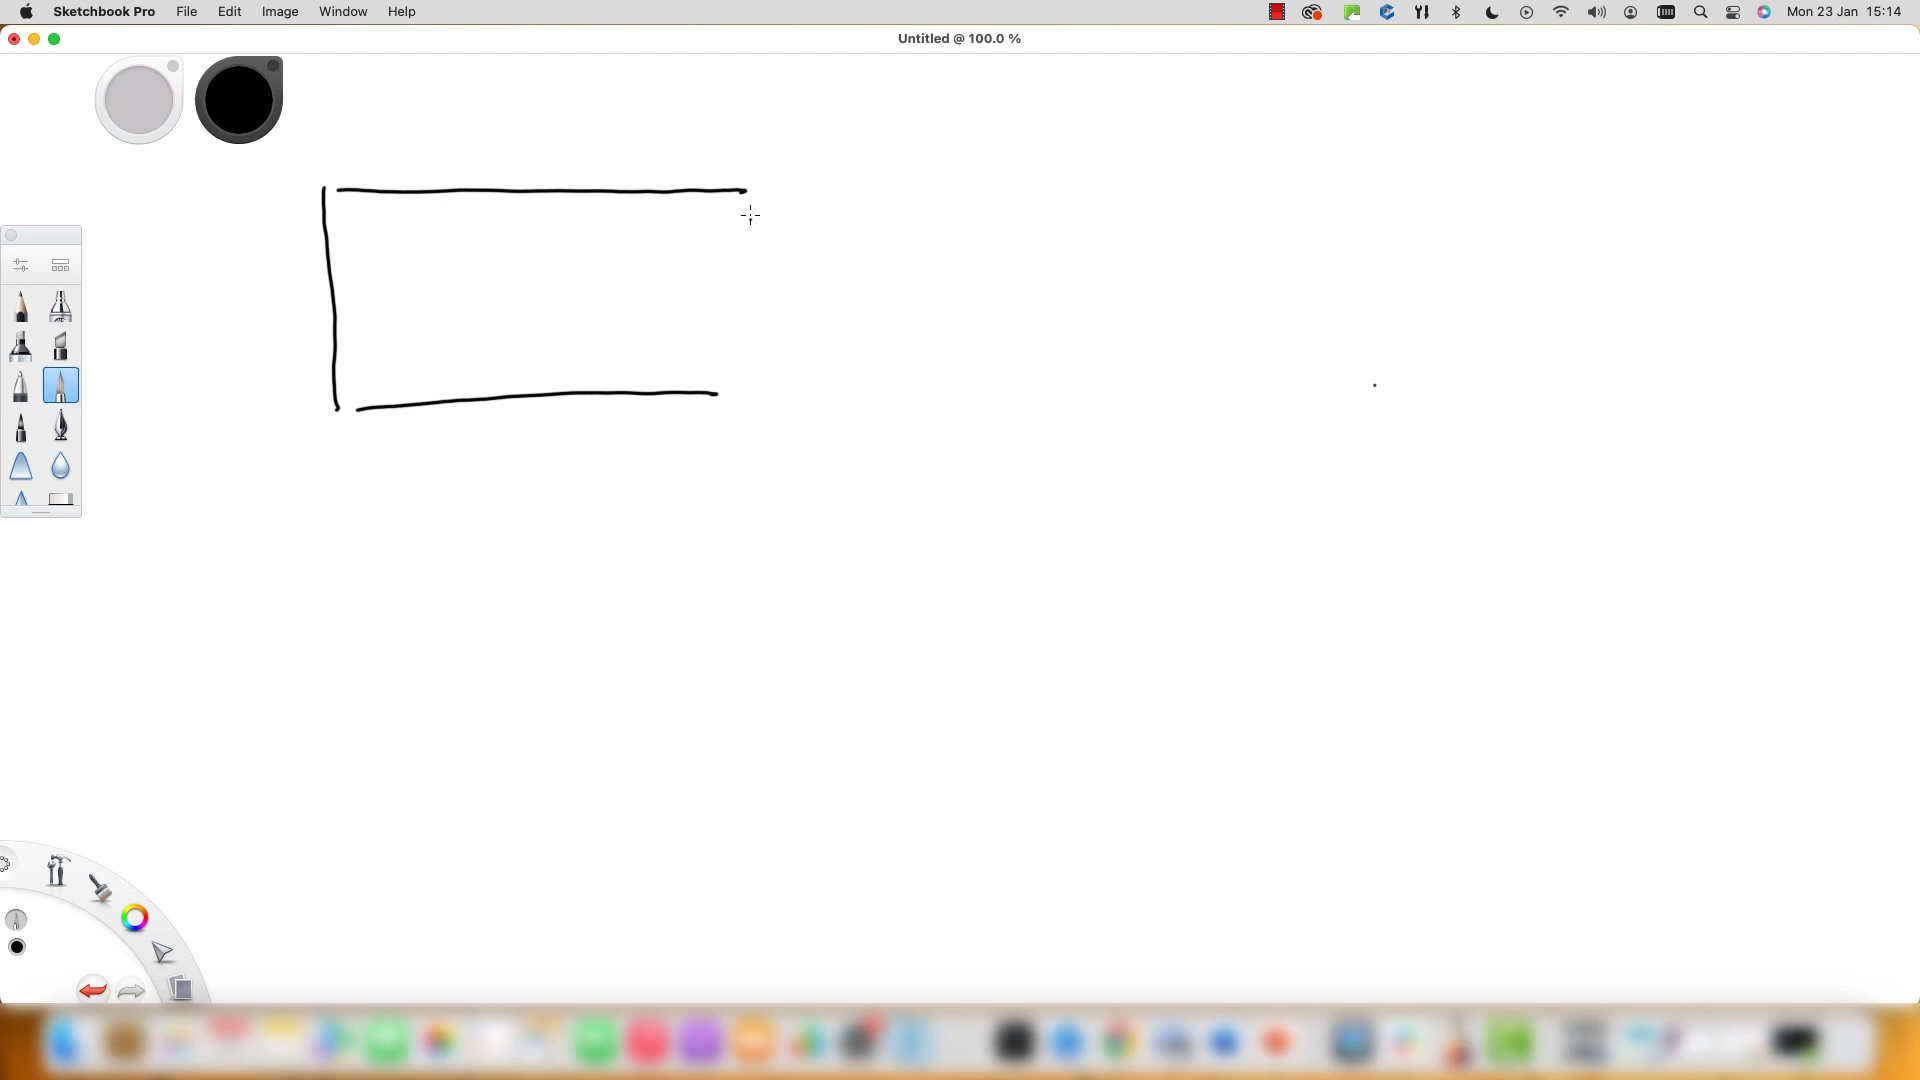 Sketchbook Pro File Edit Image Window Help Mon 23 Jan 15:14
Untitled @ 100.0 %